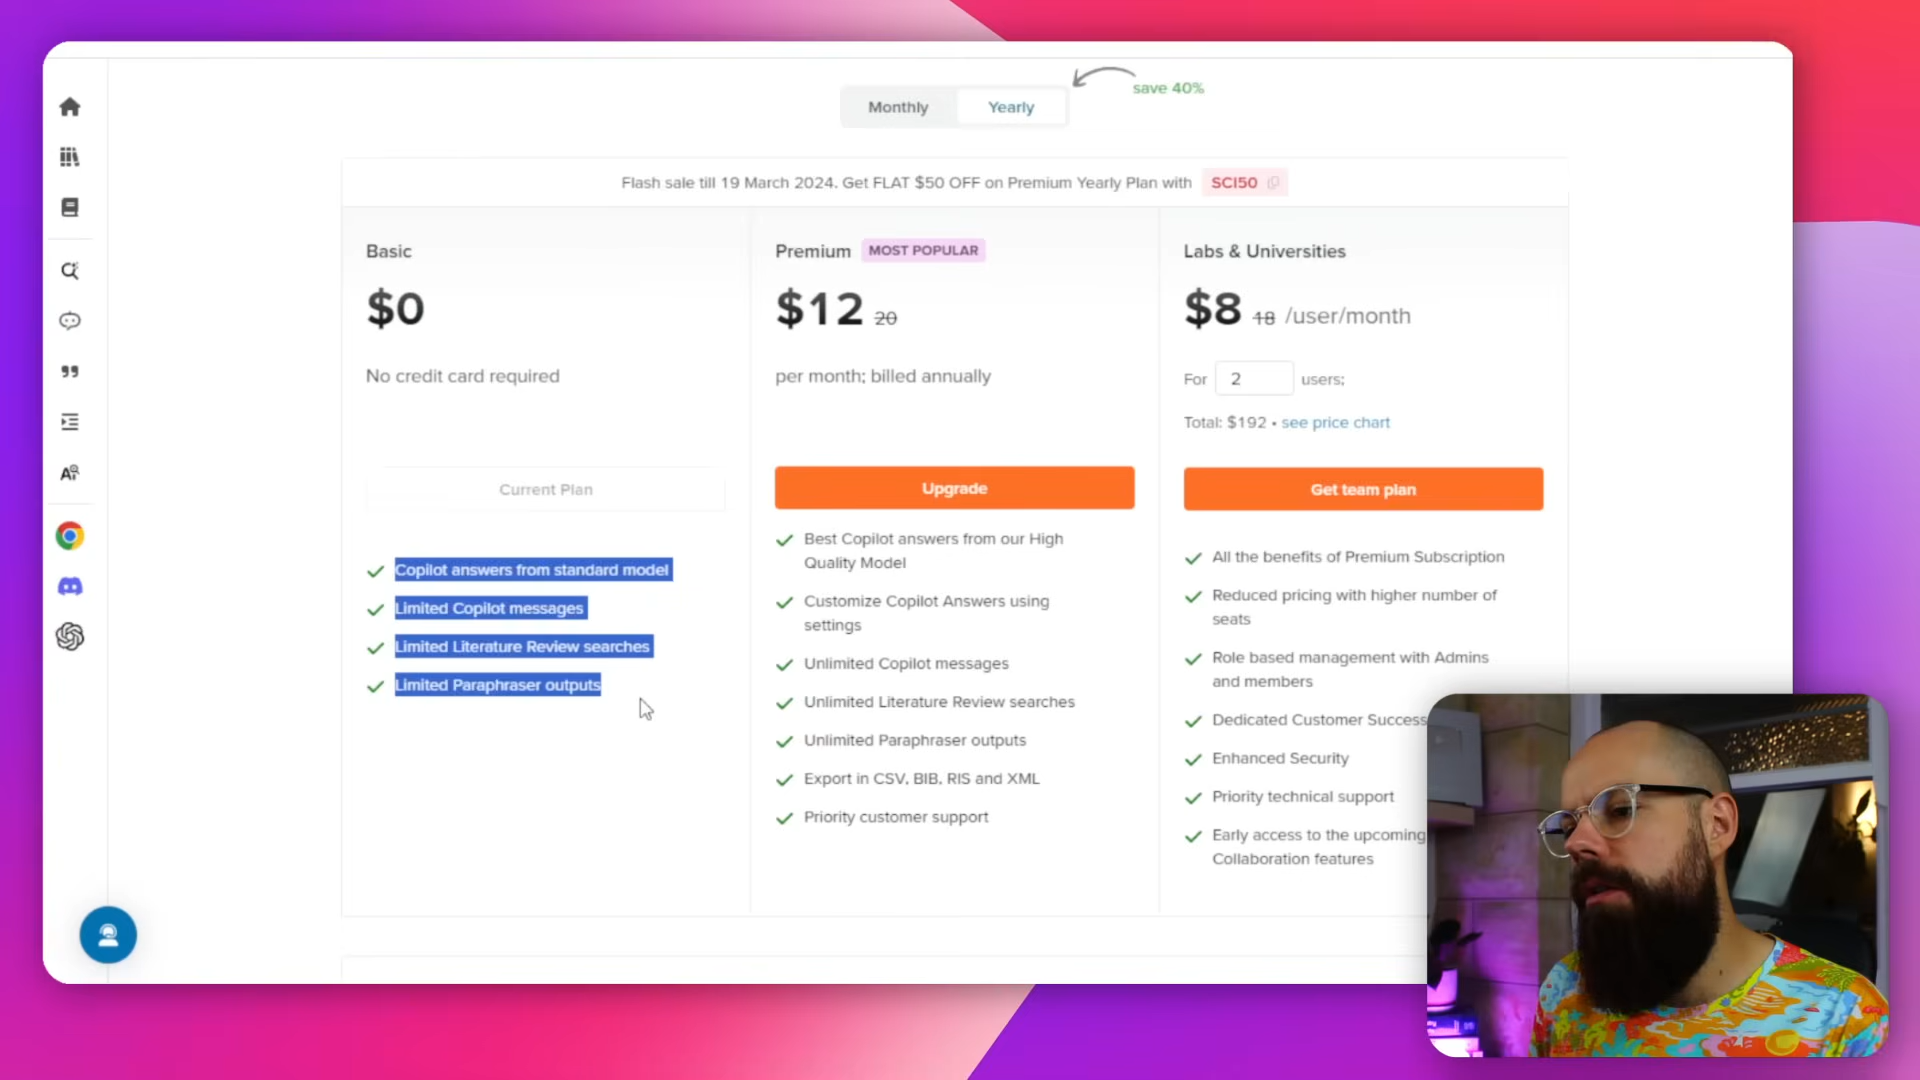 save 40%
Monthly
Yearly
Flash sale till 19 March 2024. Get FLAT $50 OFF on Premium Yearly Plan with SCI50
Basic
$0
No credit card required
Current Plan
Copilot answers from standard model
Limited Copilot messages
Limited Literature Review searches
Limited Paraphraser outputs
Premium MOST POPULAR
$12 20
per month; billed annually
Upgrade
Best Copilot answers from our High
Quality Model
Customize Copilot Answers using
settings
Unlimited Copilot messages
Unlimited Literature Review searches
Unlimited Paraphraser outputs
Export in CSV, BIB, RIS and XML
Priority customer support
Labs & Universities
$8 18 /user/month
For 2 users;
Total: $192 • see price chart
Get team plan
All the benefits of Premium Subscription
Reduced pricing with higher number of
seats
Role based management with Admins
and members
Dedicated Customer Success
Enhanced Security
Priority technical support
Early access to the upcoming
Collaboration features